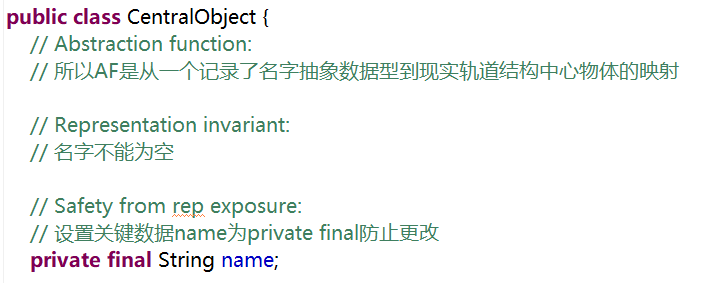 public class CentralObject {
// Abstraction function:
// 所以AF是从一个记录了名字抽象数据型到现实轨道结构中心物体的映射
// Representation invariant:
// 名字不能为空
// Safety from rep exposure:
// 设置关键数据name为private final防止更改
private final String name;